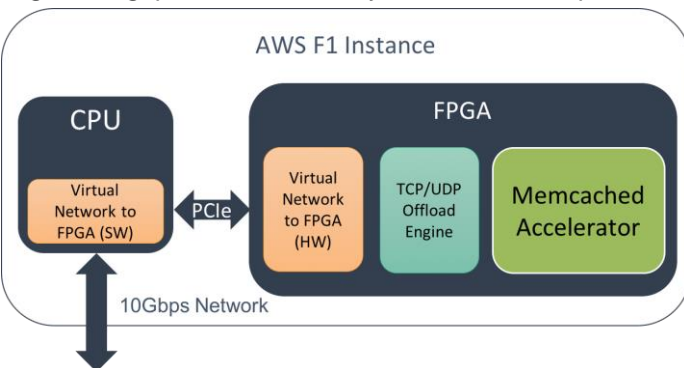 AWS F1 Instance
CPU
Virtual
Network to
FPGA (SW)
PCIe
FPGA
Virtual
Network
to FPGA
(HW)
TCP/UDP
Offload
Engine
Memcached
Accelerator
10Gbps Network